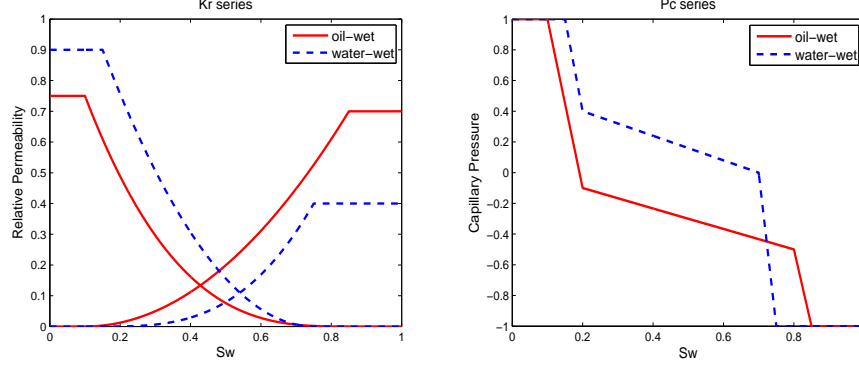 Kr series
1
0.9
0.8
0.7
0.6
0.5
0.4
0.3
0.2
0.1
0
Relative Permeability
oil−wet
water−wet
0 0.2 0.4 0.6 0.8 1
Sw
Pc series
1
0.8
0.6
0.4
0.2
0
−0.2
−0.4
−0.6
−0.8
−1
Capillary Pressure
oil−wet
water−wet
0.2 0.4 0.6 0.8
Sw